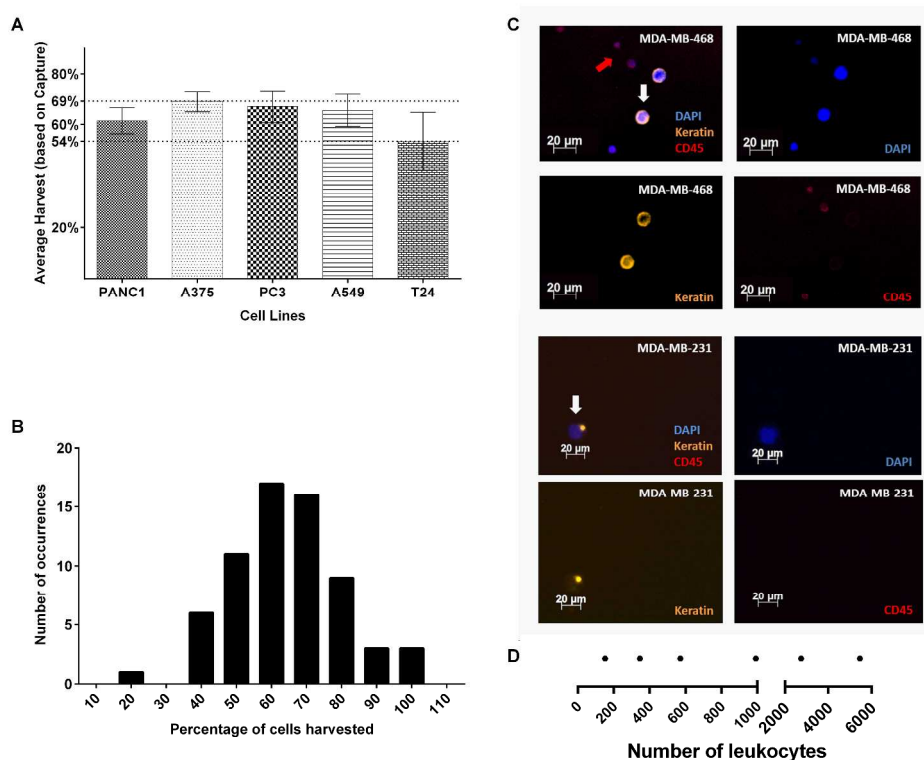 A
Average Harvest (based on Capture)
80%
69%
60%
54%
20%
PANC1
A375
PC3
A549
T24
Cell Lines
B
Number of occurrences
20
15
10
5
0
10
20
30
40
50
60
70
80
90
100
110
Percentage of cells harvested
C
MDA-MB-468
DAPI
Keratin
CD45
20 µm
MDA-MB-468
20 µm
DAPI
MDA-MB-468
20 µm
Keratin
MDA-MB-468
20 µm
CD45
MDA-MB-231
DAPI
Keratin
CD45
20 µm
MDA-MB-231
20 µm
DAPI
MDA MB 231
20 µm
Keratin
MDA MB 231
20 µm
CD45
D
0
200
400
600
800
1000
2000
4000
6000
Number of leukocytes